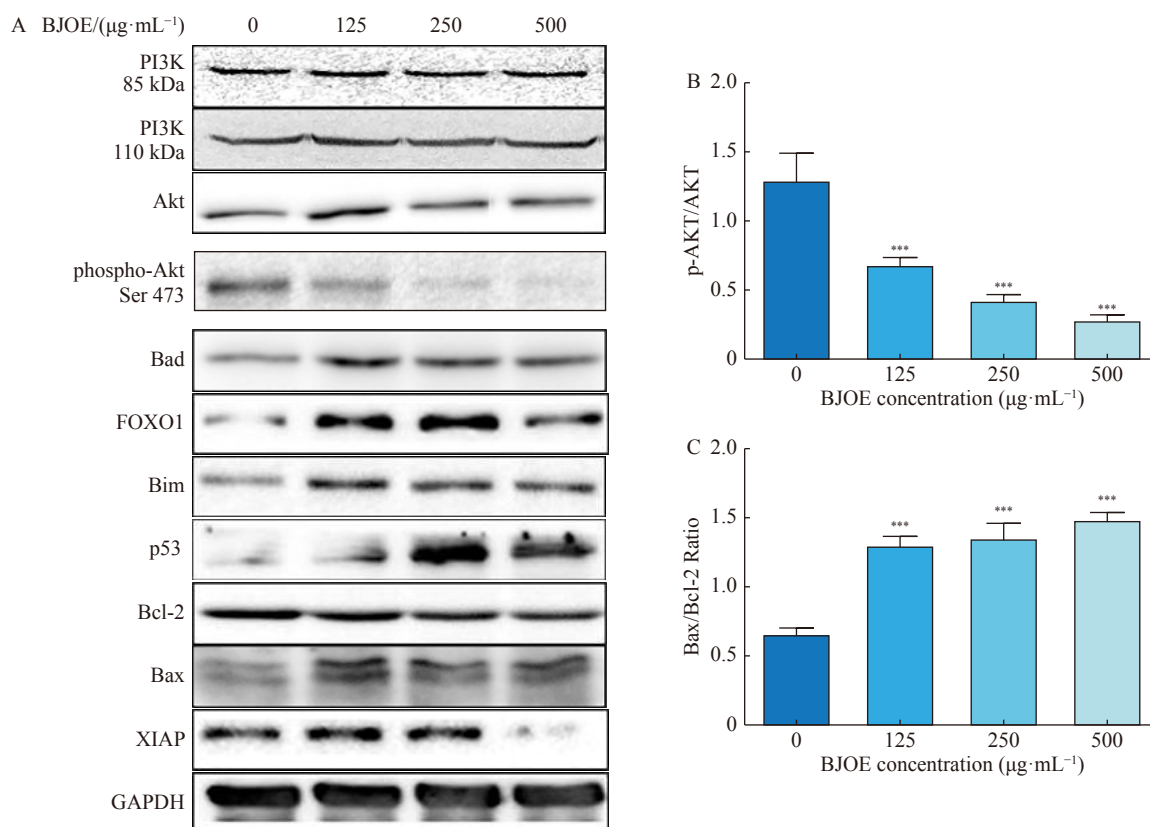 A BJOE/(μg·mL⁻¹) 0 125 250 500
PI3K
85 kDa
PI3K
110 kDa
Akt
phospho-Akt
Ser 473
Bad
FOXO1
Bim
p53
Bcl-2
Bax
XIAP
GAPDH
B
p-AKT/AKT
2.0
1.5
1.0
0.5
0
***
***
***
0 125 250 500
BJOE concentration (μg·mL⁻¹)
C
Bax/Bcl-2 Ratio
2.0
1.5
1.0
0.5
0
***
***
***
0 125 250 500
BJOE concentration (μg·mL⁻¹)